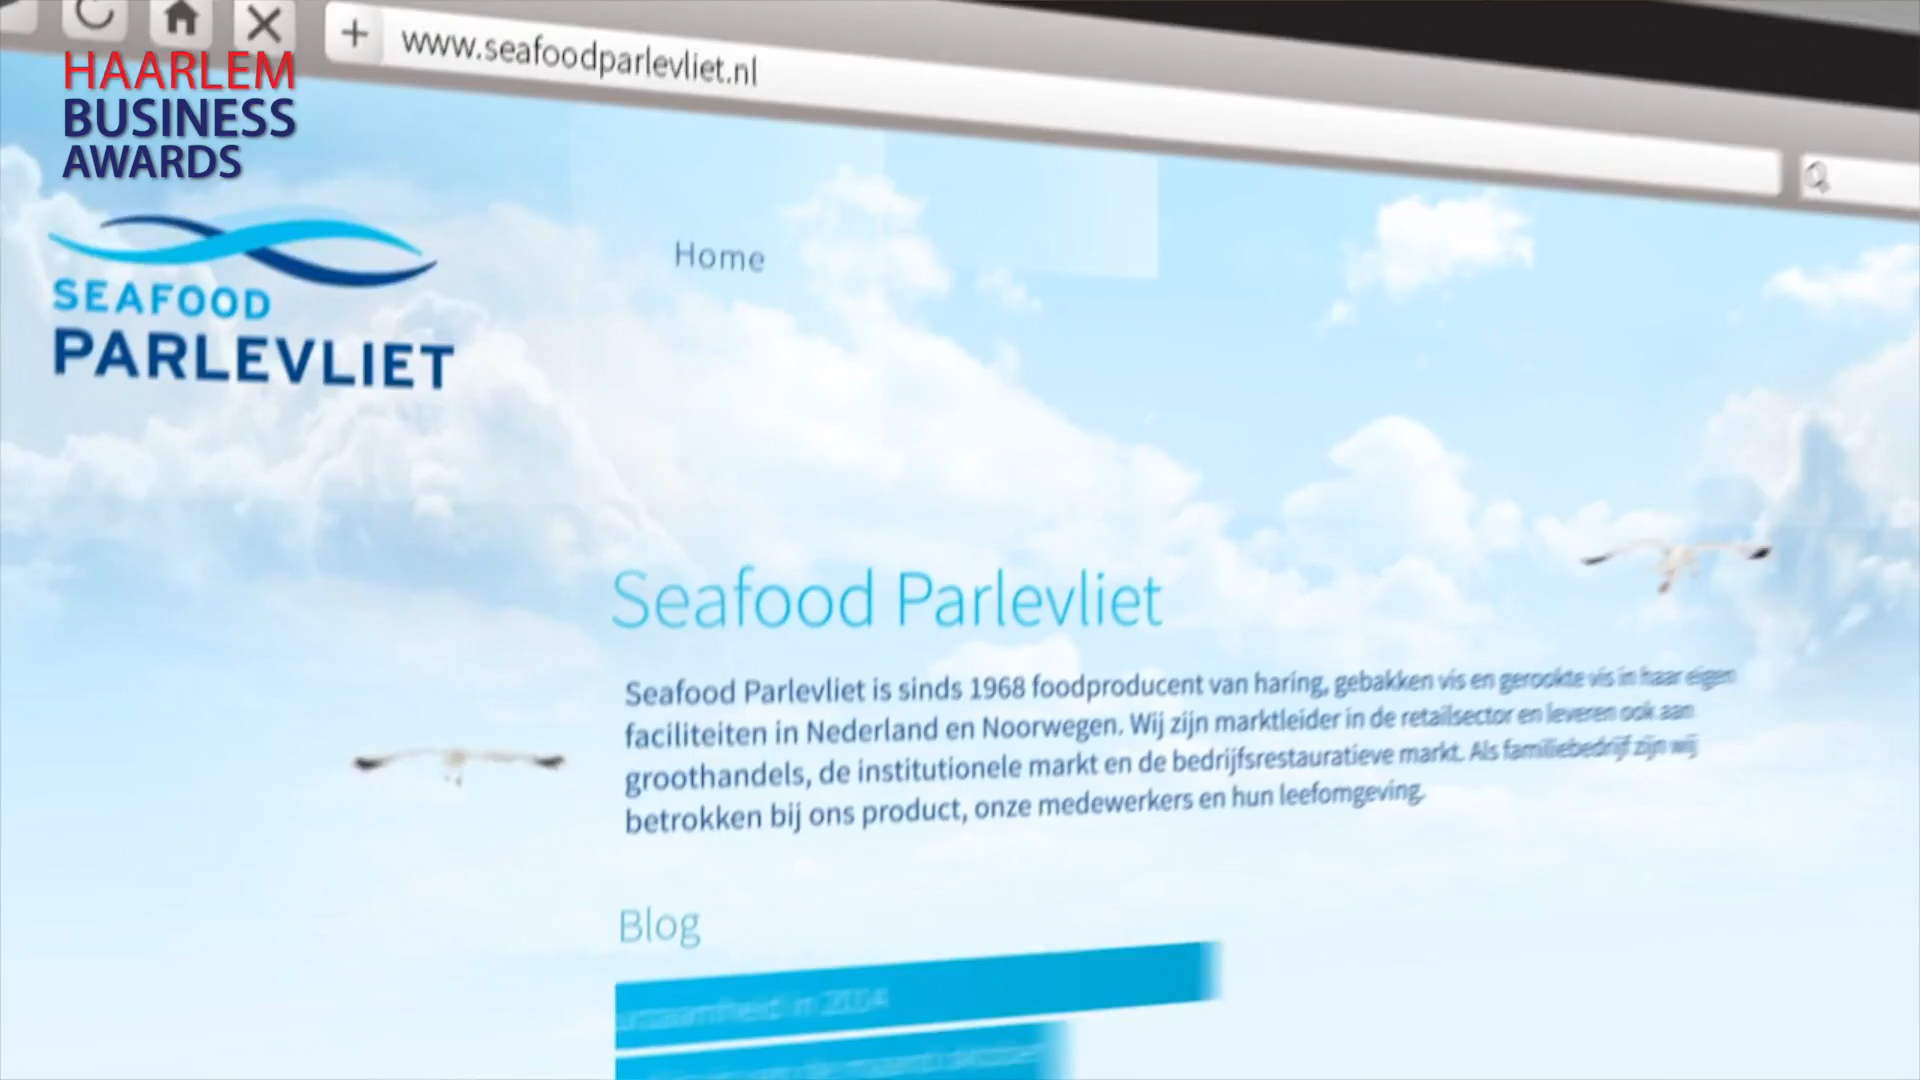 www.seafoodparlevliet.nl
HAARLEM
BUSINESS
AWARDS
SEAFOOD
PARLEVLIET
Home
Seafood Parlevliet
Seafood Parlevliet is sinds 1968 foodproducent van haring, gebakken vis en gerookte vis in haar eigen
faciliteiten in Nederland en Noorwegen. Wij zijn marktleider in de retailsector en leveren ook aan
groothandels, de institutionele markt en de bedrijfsrestauratieve markt. Als familiebedrijf zijn wij
betrokken bij ons product, onze medewerkers en hun leefomgeving.
Blog
in 2014